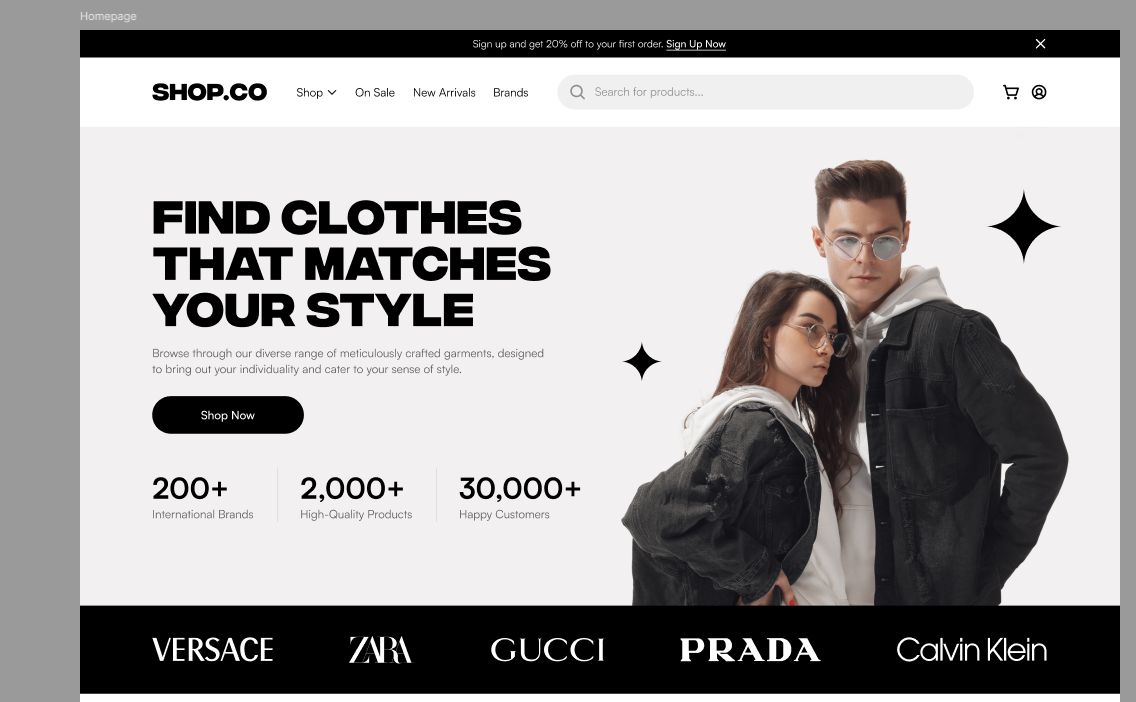 Homepage
Sign up and get 20% off to your first order. Sign Up Now
SHOP.CO
Shop
On Sale
New Arrivals
Brands
Search for products...
FIND CLOTHES
THAT MATCHES
YOUR STYLE
Browse through our diverse range of meticulously crafted garments, designed
to bring out your individuality and cater to your sense of style.
Shop Now
200+
International Brands
2,000+
High-Quality Products
30,000+
Happy Customers
VERSACE
ZARA
GUCCI
PRADA
Calvin Klein